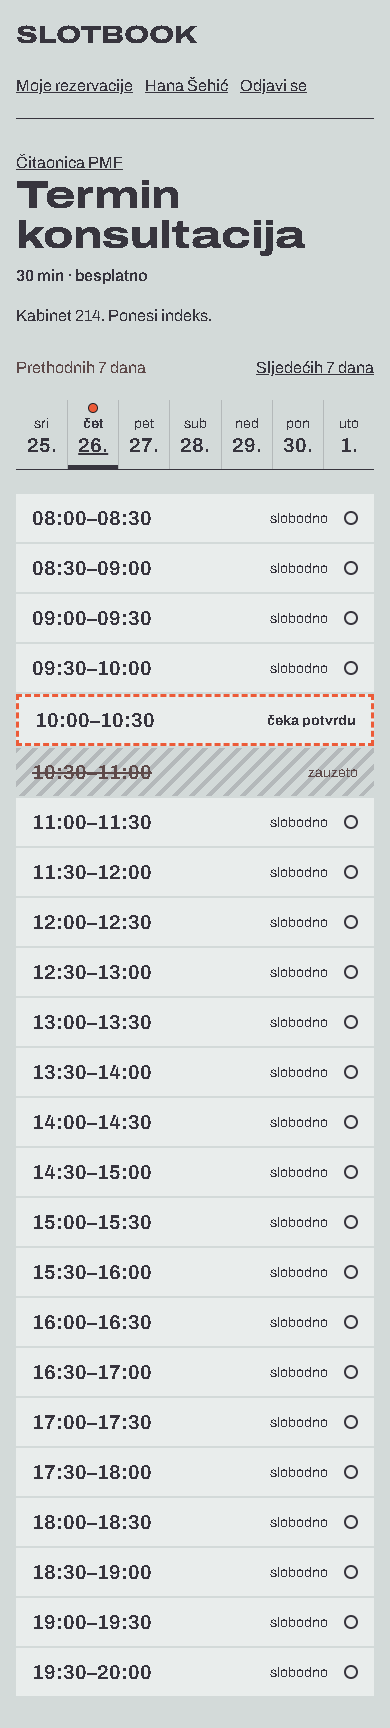 SLOTBOOK
Moje rezervacije Hana Šehić Odjavi se
Čitaonica PMF
Termin
konsultacija
30 min · besplatno
Kabinet 214. Ponesi indeks.
Prethodnih 7 dana Sljedećih 7 dana
sri čet pet sub ned pon uto
25. 26. 27. 28. 29. 30. 1.
08:00–08:30 slobodno
08:30–09:00 slobodno
09:00–09:30 slobodno
09:30–10:00 slobodno
10:00–10:30 čeka potvrdu
10:30–11:00 zauzeto
11:00–11:30 slobodno
11:30–12:00 slobodno
12:00–12:30 slobodno
12:30–13:00 slobodno
13:00–13:30 slobodno
13:30–14:00 slobodno
14:00–14:30 slobodno
14:30–15:00 slobodno
15:00–15:30 slobodno
15:30–16:00 slobodno
16:00–16:30 slobodno
16:30–17:00 slobodno
17:00–17:30 slobodno
17:30–18:00 slobodno
18:00–18:30 slobodno
18:30–19:00 slobodno
19:00–19:30 slobodno
19:30–20:00 slobodno